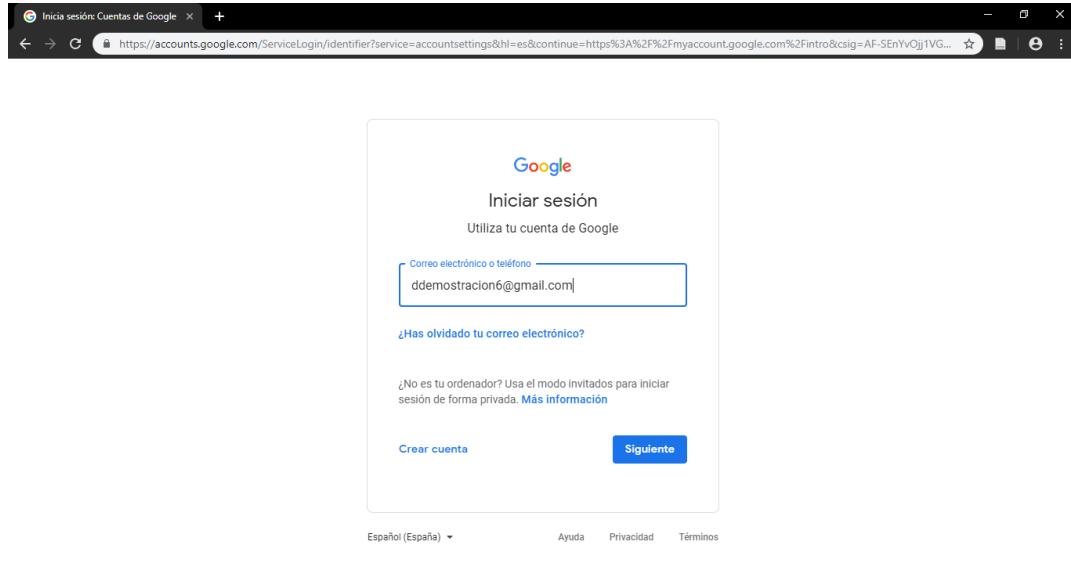 Inicia sesión: Cuentas de Google
https://accounts.google.com/ServiceLogin/identifier?service=accountsettings&hl=es&continue=https%3A%2F%2Fmyaccount.google.com%2Fintro&csig=AF-SEnYvOjj1VG...
Google
Iniciar sesión
Utiliza tu cuenta de Google
Correo electrónico o teléfono
ddemostracion6@gmail.com
¿Has olvidado tu correo electrónico?
¿No es tu ordenador? Usa el modo invitados para iniciar
sesión de forma privada. Más información
Crear cuenta Siguiente
Español (España) Ayuda Privacidad Términos